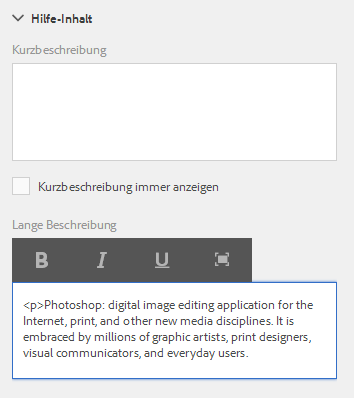 Hilfe-Inhalt
Kurzbeschreibung
Kurzbeschreibung immer anzeigen
Lange Beschreibung
B I U
<p>Photoshop: digital image editing application for the
Internet, print, and other new media disciplines. It is
embraced by millions of graphic artists, print designers,
visual communicators, and everyday users.